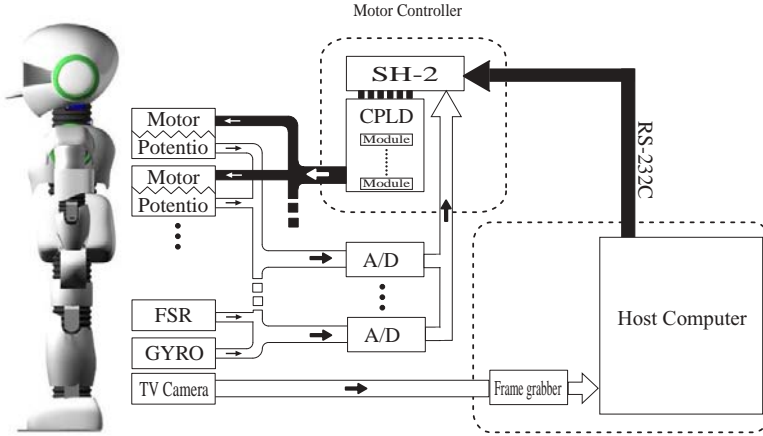 Motor Controller
SH-2
CPLD
Module
Module
Motor
Potentio
Motor
Potentio
RS-232C
A/D
FSR
A/D
GYRO
Host Computer
TV Camera
Frame grabber